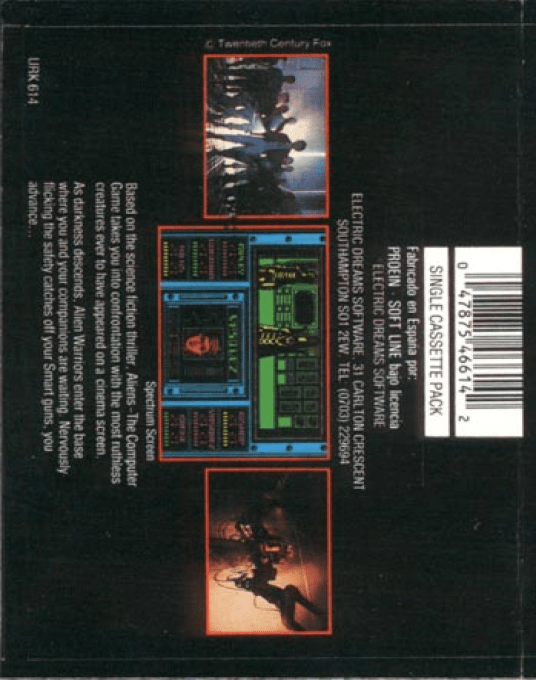 © Twentieth Century Fox
Spectrum Screen
Based on the science fiction thriller, Aliens - The Computer
Game takes you into confrontation with the most ruthless
creatures ever to have appeared on a cinema screen.
As darkness descends, Alien Warriors enter the base
where you and your companions are waiting. Nervously
flicking the safety catches off your Smart guns, you
advance...
URK 614
ELECTRIC DREAMS SOFTWARE, 31 CARLTON CRESCENT
SOUTHAMPTON SO1 2EW. TEL (0703) 229694
Fabricado en España por:
PROEIN SOFT LINE bajo licencia
ELECTRIC DREAMS SOFTWARE
SINGLE CASSETTE PACK
0 47875 46614 2